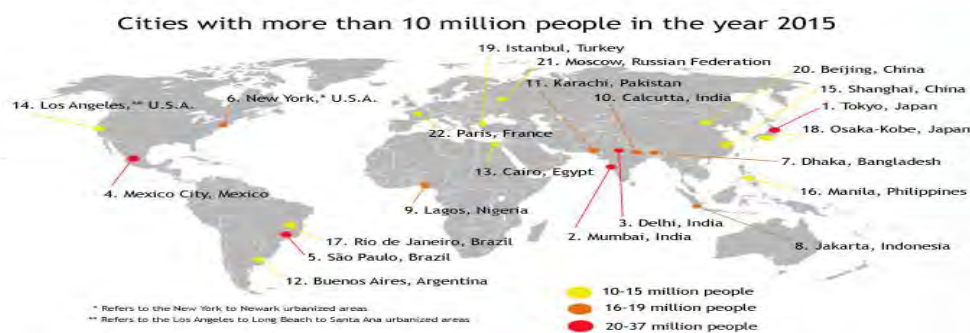 Cities with more than 10 million people in the year 2015
19. Istanbul, Turkey
21. Moscow, Russian Federation
11. Karachi, Pakistan
20. Beijing, China
14. Los Angeles,** U.S.A.
6. New York,* U.S.A.
10. Calcutta, India
15. Shanghai, China
1. Tokyo, Japan
22. Paris, France
18. Osaka-Kobe, Japan
13. Cairo, Egypt
7. Dhaka, Bangladesh
4. Mexico City, Mexico
16. Manila, Philippines
9. Lagos, Nigeria
3. Delhi, India
17. Rio de Janeiro, Brazil
2. Mumbai, India
8. Jakarta, Indonesia
5. São Paulo, Brazil
12. Buenos Aires, Argentina
10-15 million people
16-19 million people
20-37 million people
* Refers to the New York to Newark urbanized areas
** Refers to the Los Angeles to Long Beach to Santa Ana urbanized areas